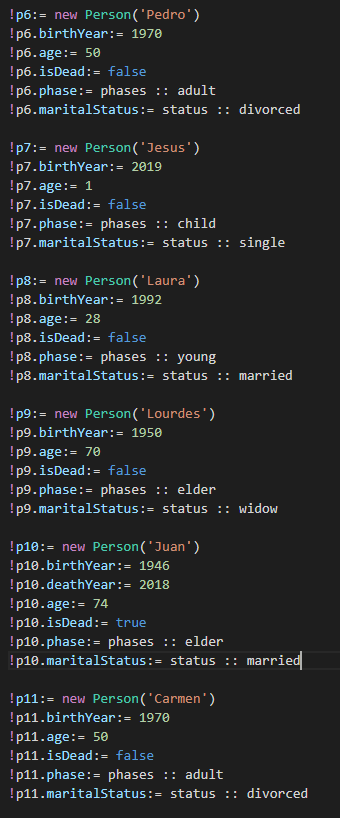 !p6:= new Person('Pedro')
!p6.birthYear:= 1970
!p6.age:= 50
!p6.isDead:= false
!p6.phase:= phases :: adult
!p6.maritalStatus:= status :: divorced
!p7:= new Person('Jesus')
!p7.birthYear:= 2019
!p7.age:= 1
!p7.isDead:= false
!p7.phase:= phases :: child
!p7.maritalStatus:= status :: single
!p8:= new Person('Laura')
!p8.birthYear:= 1992
!p8.age:= 28
!p8.isDead:= false
!p8.phase:= phases :: young
!p8.maritalStatus:= status :: married
!p9:= new Person('Lourdes')
!p9.birthYear:= 1950
!p9.age:= 70
!p9.isDead:= false
!p9.phase:= phases :: elder
!p9.maritalStatus:= status :: widow
!p10:= new Person('Juan')
!p10.birthYear:= 1946
!p10.deathYear:= 2018
!p10.age:= 74
!p10.isDead:= true
!p10.phase:= phases :: elder
!p10.maritalStatus:= status :: married
!p11:= new Person('Carmen')
!p11.birthYear:= 1970
!p11.age:= 50
!p11.isDead:= false
!p11.phase:= phases :: adult
!p11.maritalStatus:= status :: divorced